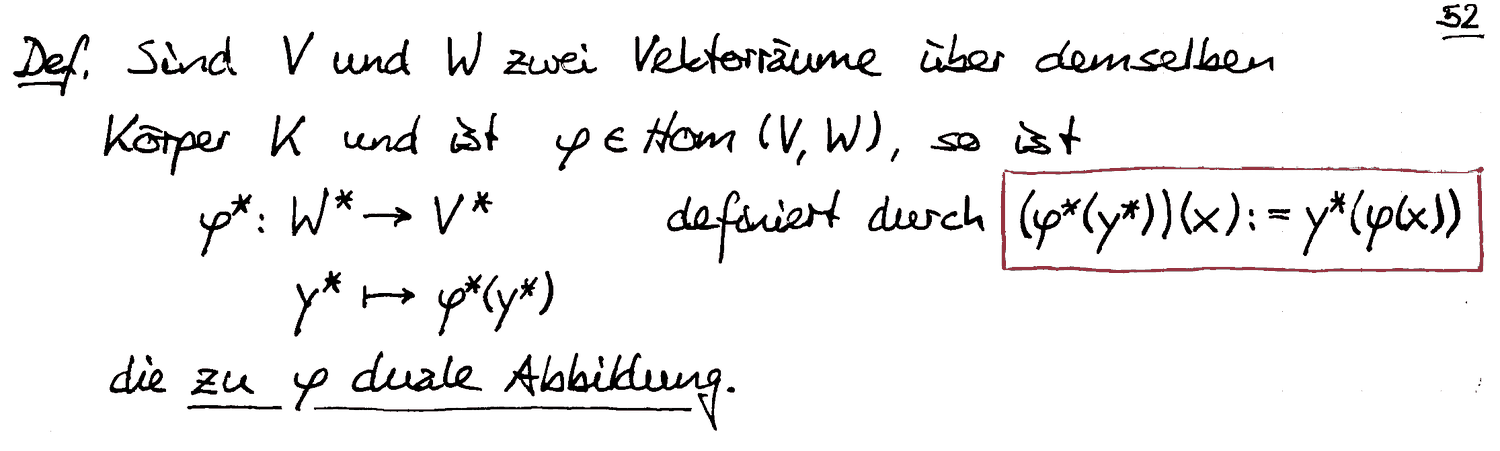 52
Def. Sind V und W zwei Vektorräume über demselben
Körper K und ist φ ∈ Hom (V, W), so ist
φ*: W* → V* definiert durch (φ*(y*))(x) := y*(φ(x))
y* ↦ φ*(y*)
die zu φ duale Abbildung.